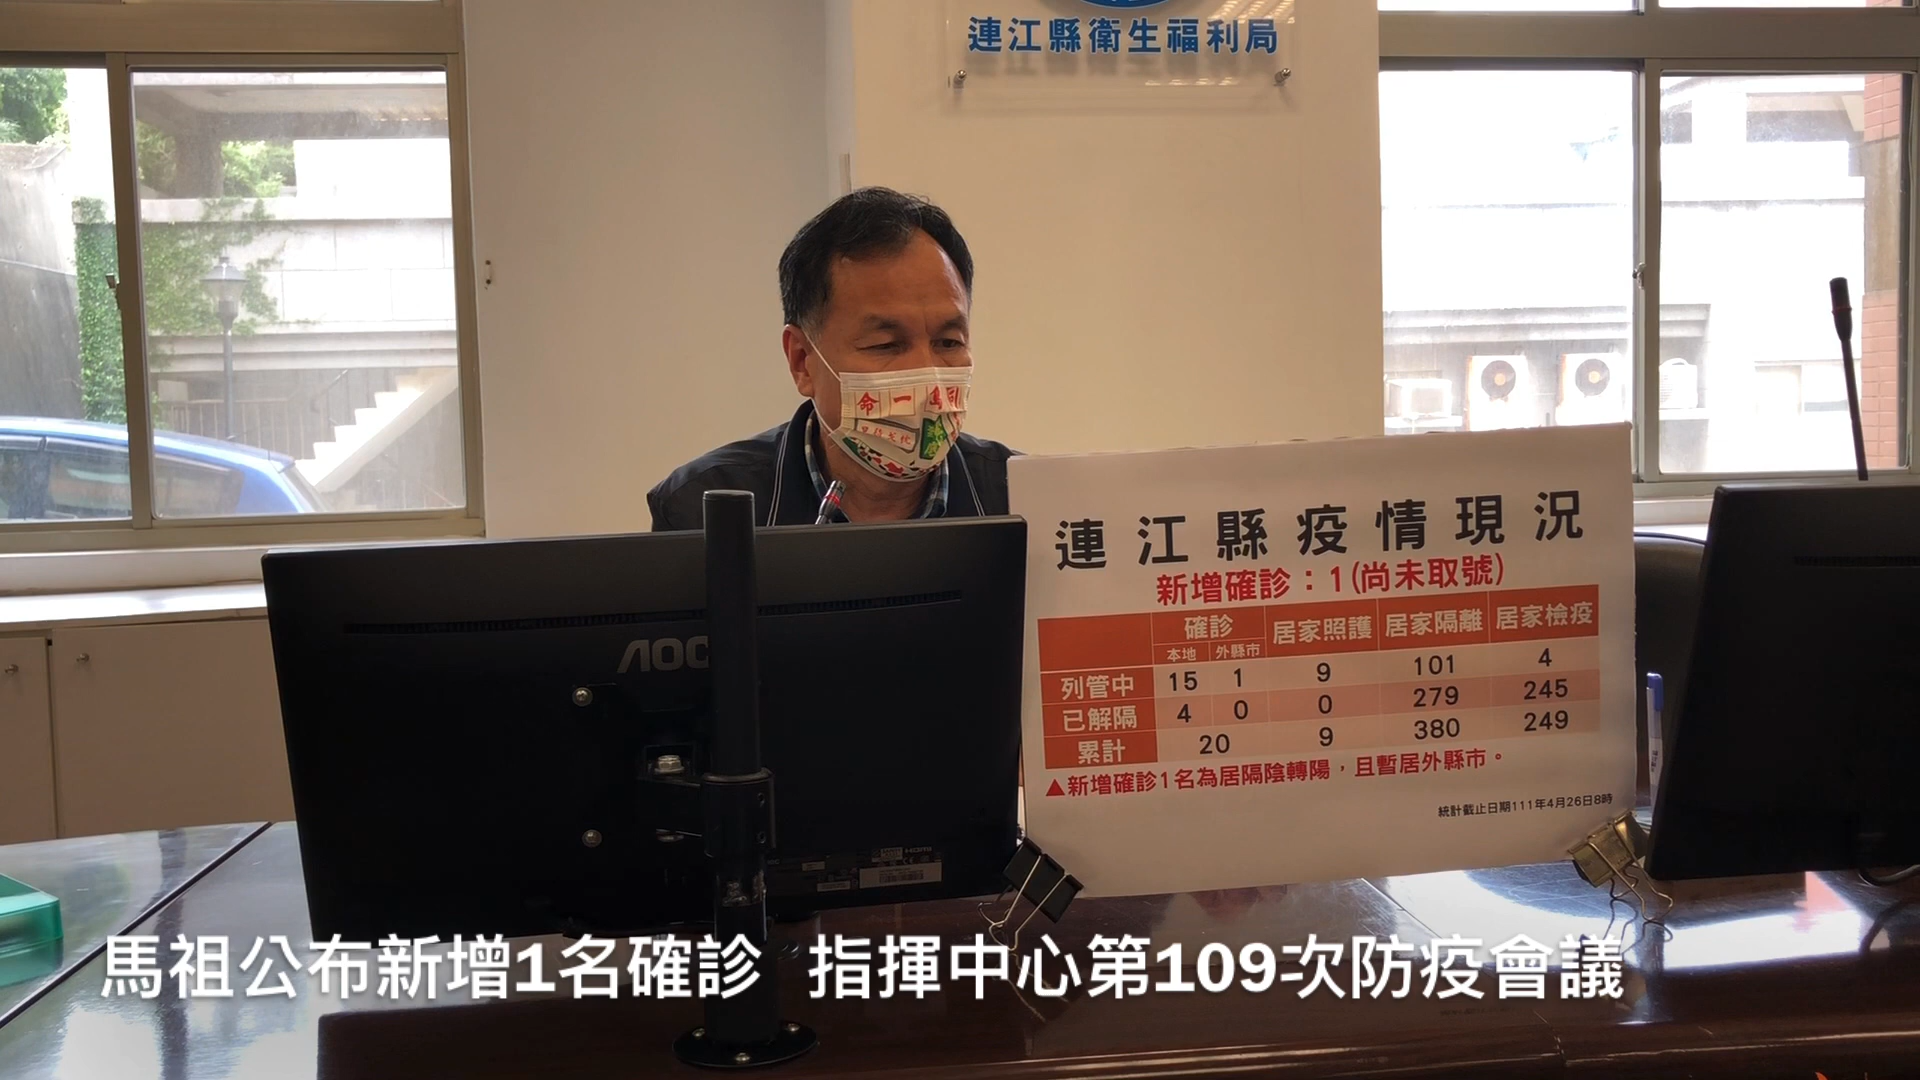 連江縣衛生福利局
命一島同
AOC
連江縣疫情現況
新增確診：1(尚未取號)
確診 居家照護 居家隔離 居家檢疫
本地 外縣市
列管中 15 1 9 101 4
已解隔 4 0 0 279 245
累計 20 9 380 249
▲新增確診1名為居隔陰轉陽，且暫居外縣市。
統計截止日期111年4月26日8時
馬祖公布新增1名確診 指揮中心第109次防疫會議